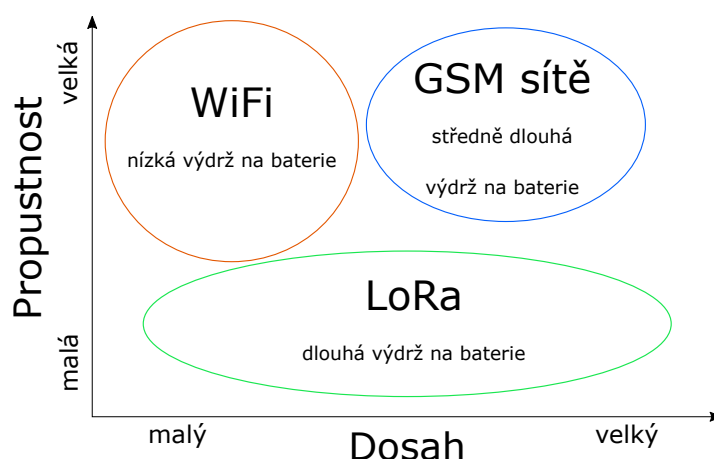 Propustnost
velká
malá
WiFi
nízká výdrž na baterie
GSM sítě
středně dlouhá
výdrž na baterie
LoRa
dlouhá výdrž na baterie
malý
Dosah
velký